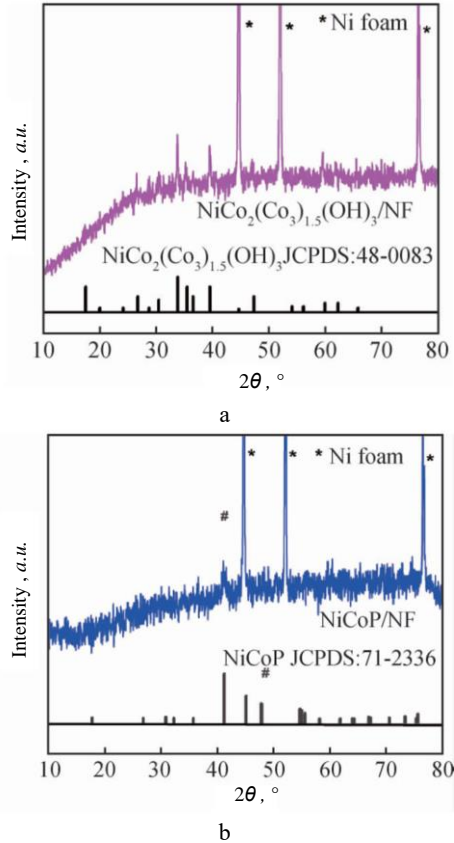 * * * Ni foam *
Intensity , a.u.
NiCo₂(Co₃)₁.₅(OH)₃/NF
NiCo₂(Co₃)₁.₅(OH)₃JCPDS:48-0083
10 20 30 40 50 60 70 80
2θ , °
a
* * * Ni foam *
#
Intensity , a.u.
NiCoP/NF
NiCoP JCPDS:71-2336
#
10 20 30 40 50 60 70 80
2θ , °
b